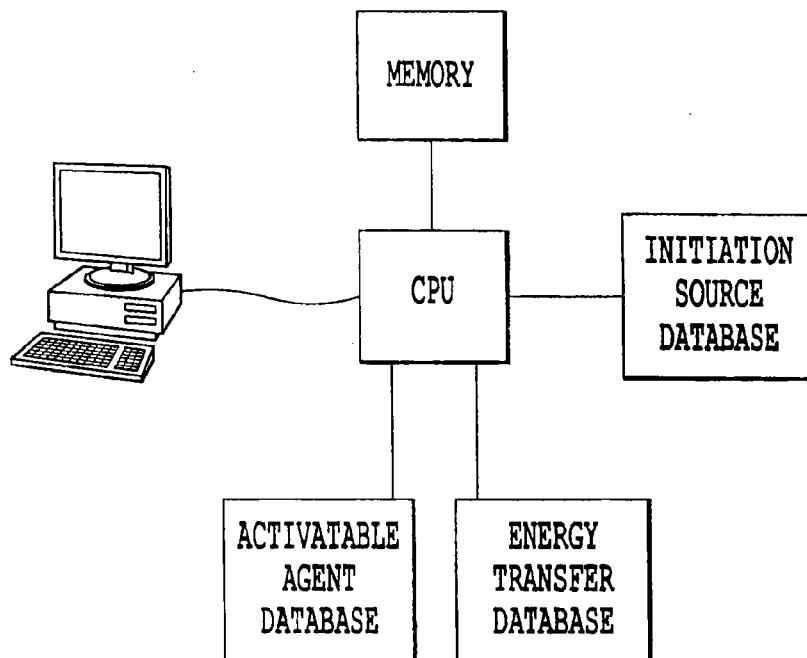 MEMORY
CPU
INITIATION
SOURCE
DATABASE
ACTIVATABLE
AGENT
DATABASE
ENERGY
TRANSFER
DATABASE